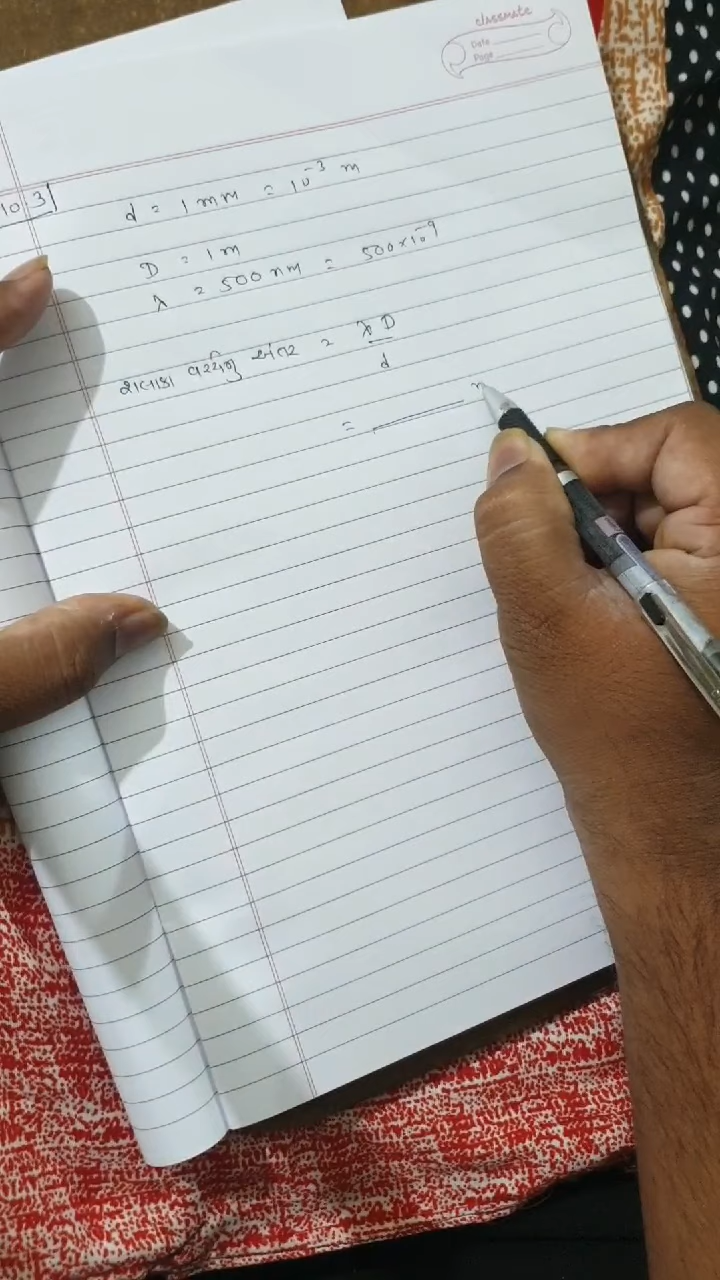 classmate
Date
Page
10 3
d = 1 mm = 10⁻³ m
D = 1 m
λ = 500 nm = 500×10⁻⁹
શલાકા વચ્ચેનુ અંતર = λD
d
=